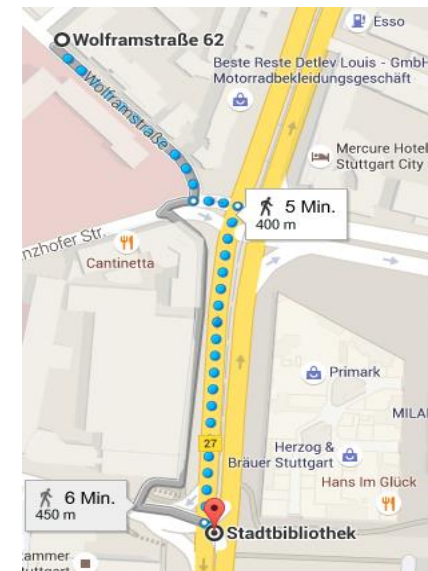 Esso
Wolframstraße 62
Beste Reste Detlev Louis - GmbH
Motorradbekleidungsgeschäft
Wolframstraße
Mercure Hotel
Stuttgart City
5 Min.
400 m
nzhofer Str.
Cantinetta
Primark
MILA
27
Herzog &
Bräuer Stuttgart
Hans Im Glück
6 Min.
450 m
Stadtbibliothek
ammer
uttgart